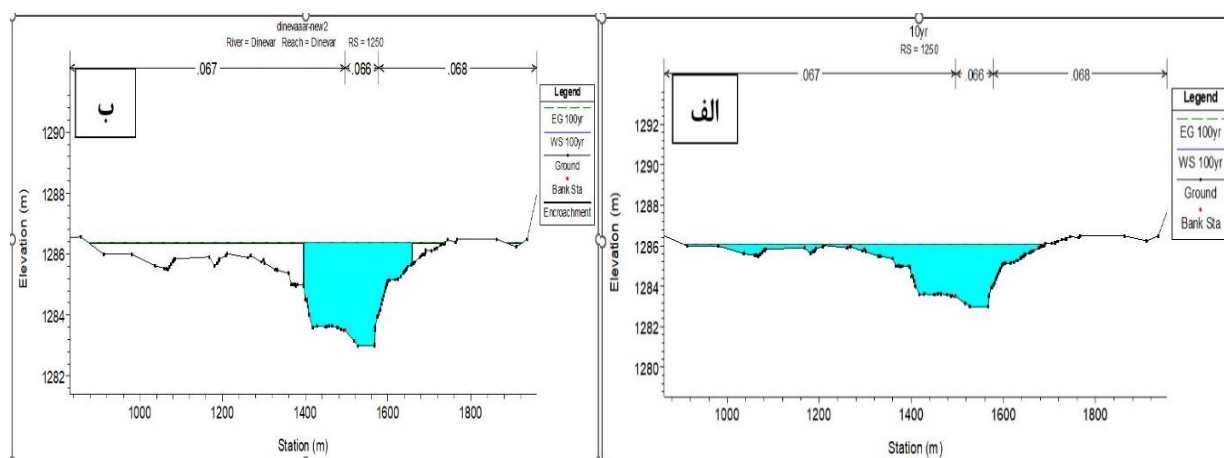 dinevaaar-new2
River = Dinevar Reach = Dinevar RS = 1250
.067 .066 .068
ب
Legend
EG 100yr
WS 100yr
Ground
Bank Sta
Encroachment
Elevation (m)
1290
1288
1286
1284
1282
1000 1200 1400 1600 1800
Station (m)
10yr
RS = 1250
.067 .066 .068
الف
Legend
EG 100yr
WS 100yr
Ground
Bank Sta
Elevation (m)
1292
1290
1288
1286
1284
1282
1280
1000 1200 1400 1600 1800
Station (m)